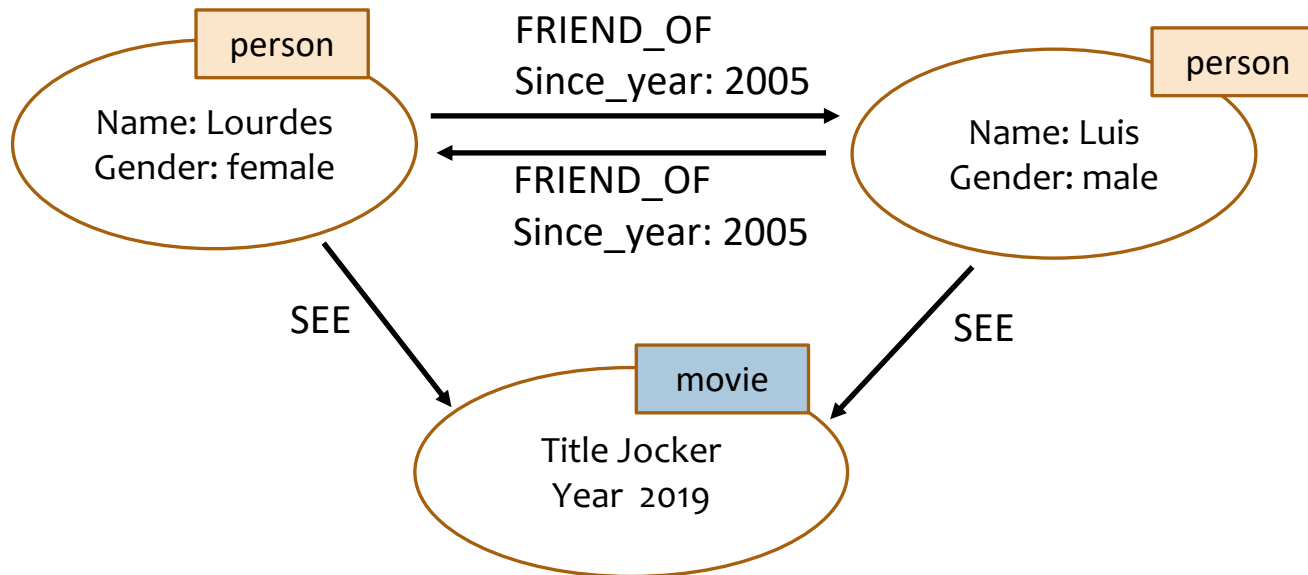 person
Name: Lourdes
Gender: female
FRIEND_OF
Since_year: 2005
person
Name: Luis
Gender: male
FRIEND_OF
Since_year: 2005
SEE
SEE
movie
Title Jocker
Year 2019